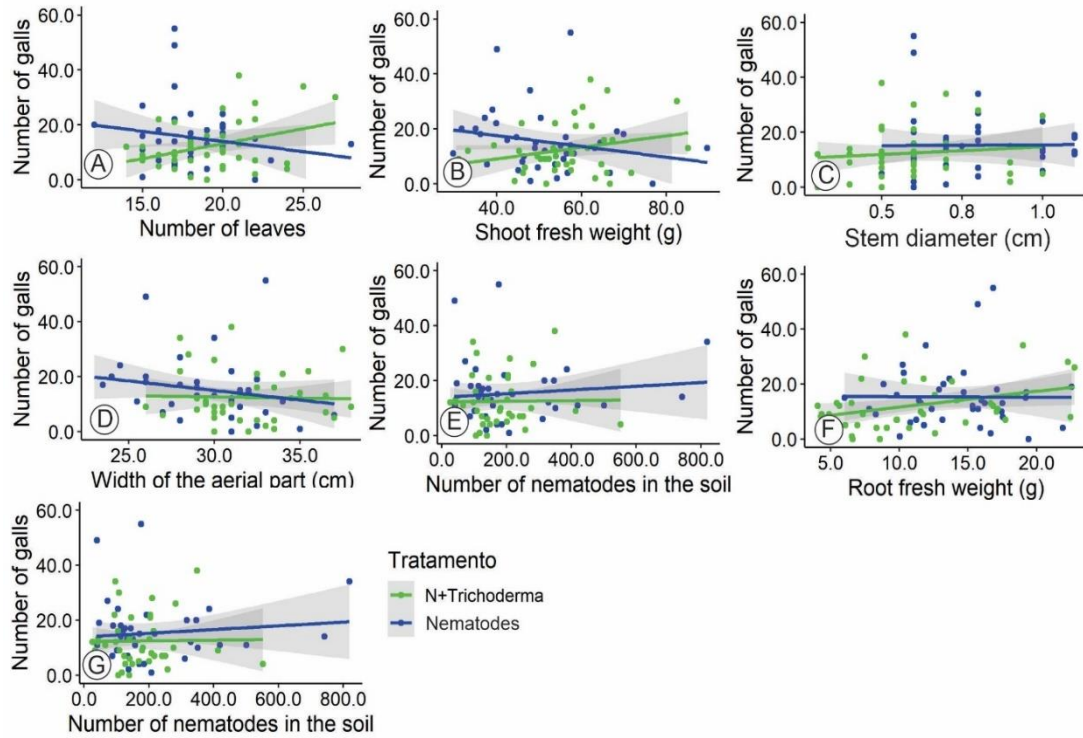 Number of galls
60.0
40.0
20.0
0.0
A
15.0 20.0 25.0
Number of leaves
Number of galls
60.0
40.0
20.0
0.0
B
40.0 60.0 80.0
Shoot fresh weight (g)
Number of galls
60.0
40.0
20.0
0.0
C
0.5 0.8 1.0
Stem diameter (cm)
Number of galls
60.0
40.0
20.0
0.0
D
25.0 30.0 35.0
Width of the aerial part (cm)
Number of galls
60.0
40.0
20.0
0.0
E
0.0 200.0 400.0 600.0 800.0
Number of nematodes in the soil
Number of galls
60.0
40.0
20.0
0.0
F
5.0 10.0 15.0 20.0
Root fresh weight (g)
Number of galls
60.0
40.0
20.0
0.0
G
0.0 200.0 400.0 600.0 800.0
Number of nematodes in the soil
Tratamento
N+Trichoderma
Nematodes